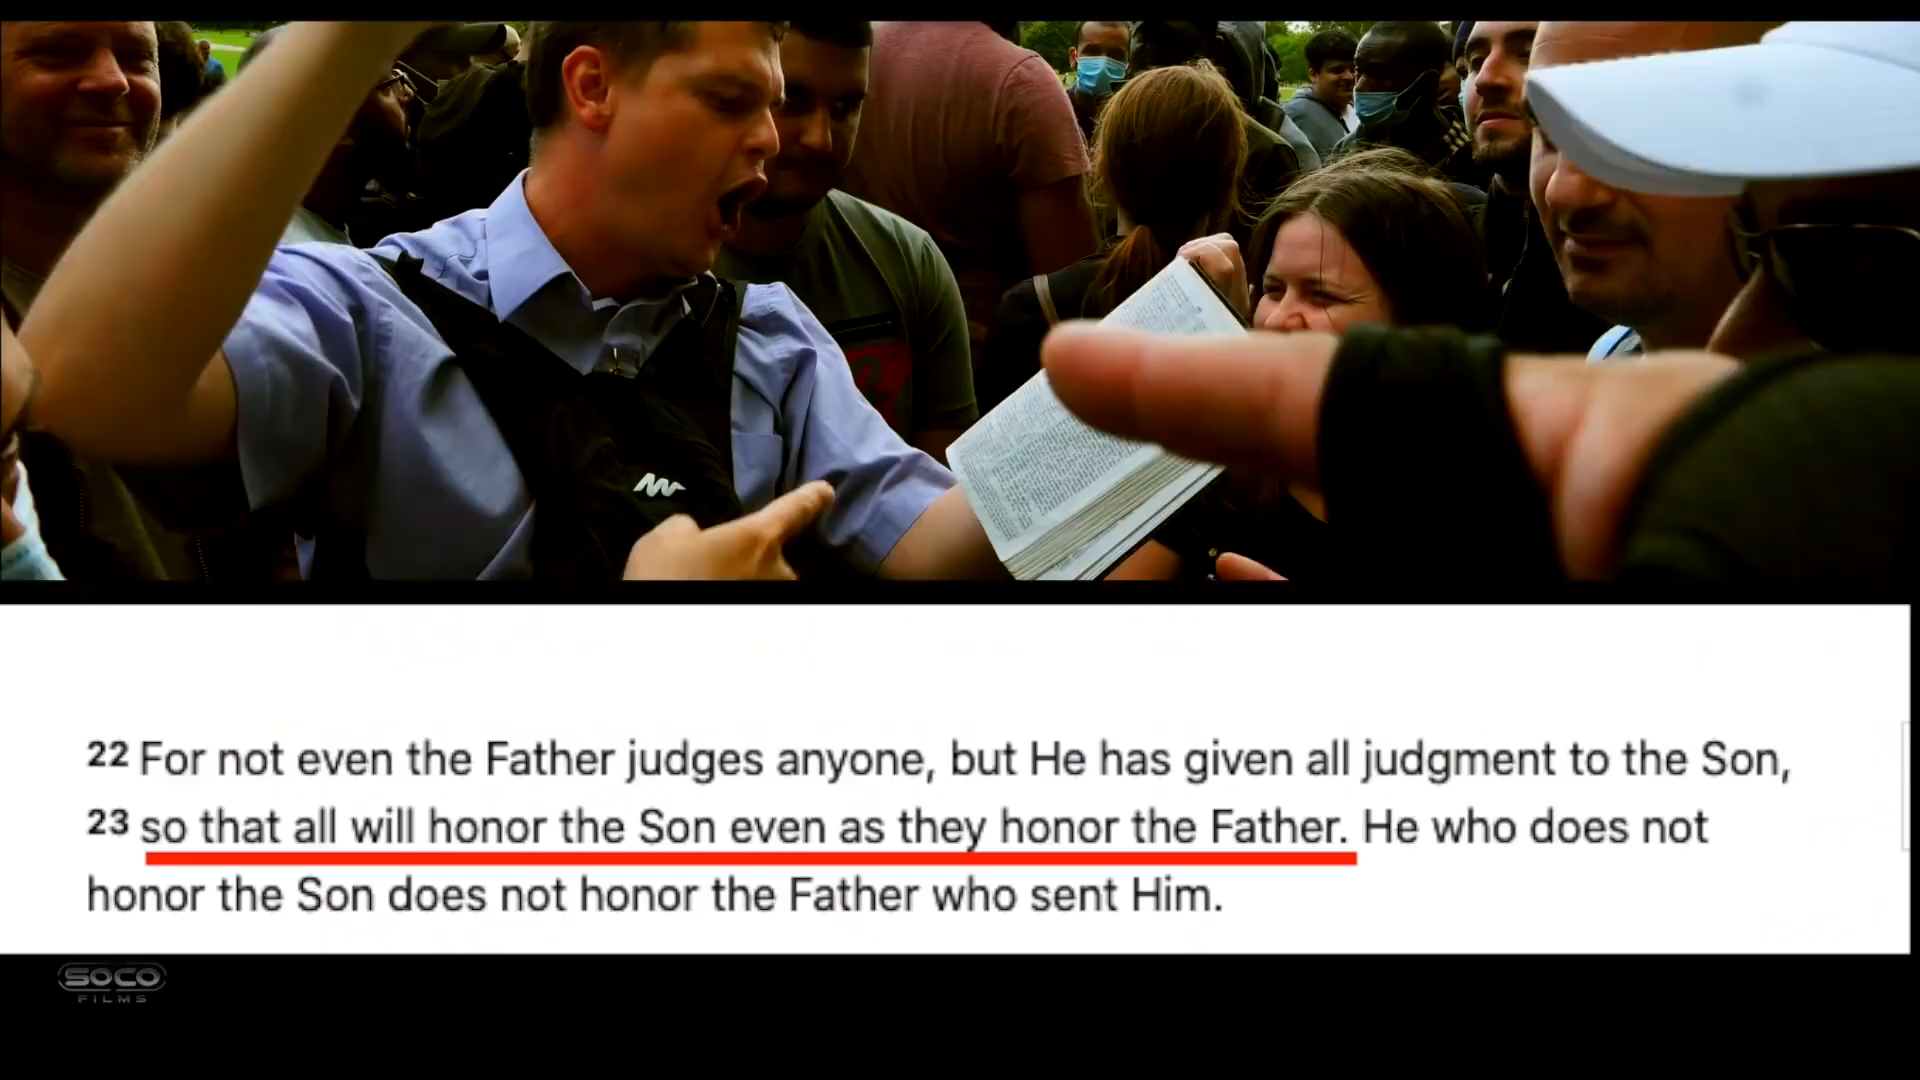 22 For not even the Father judges anyone, but He has given all judgment to the Son,
23 so that all will honor the Son even as they honor the Father. He who does not
honor the Son does not honor the Father who sent Him.
SOCO
FILMS